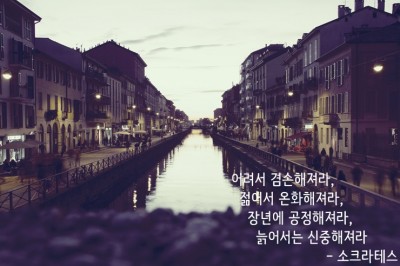 어려서 겸손해져라,
젊어서 온화해져라,
장년에 공정해져라,
늙어서는 신중해져라
- 소크라테스